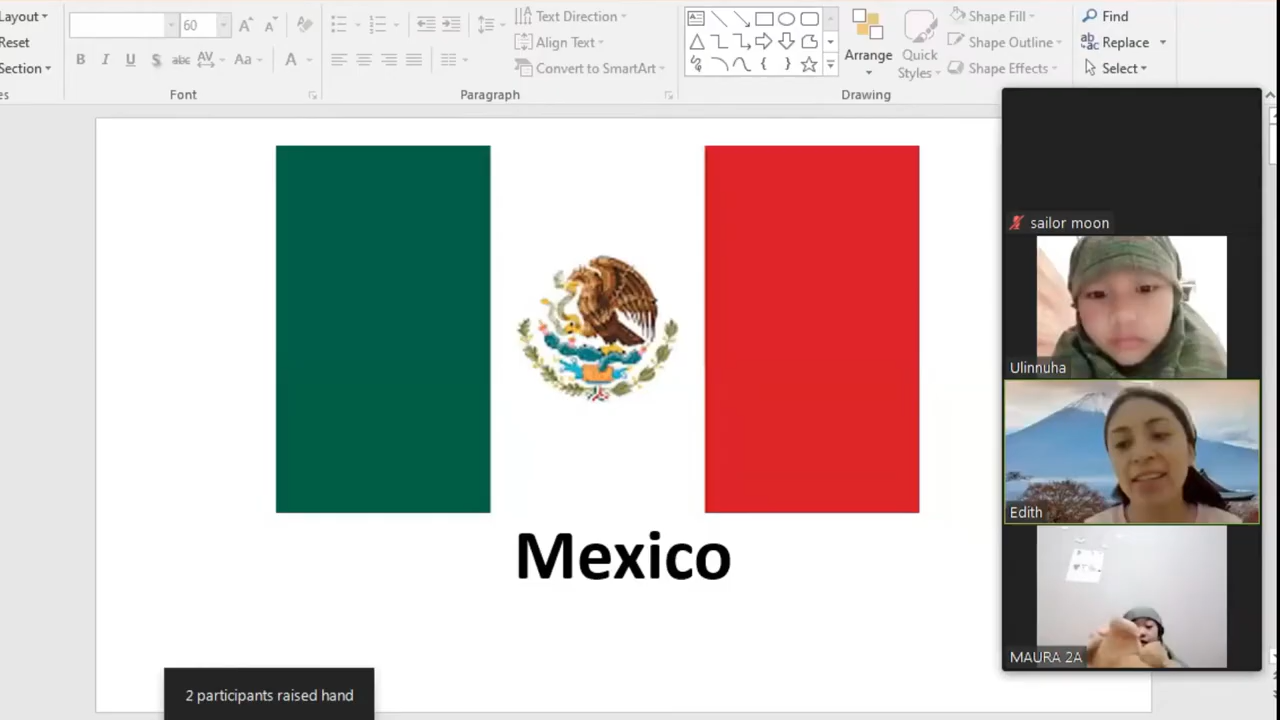 Layout
Reset
Section
60
Aa
Font
Text Direction
Align Text
Convert to SmartArt
Paragraph
Arrange
Quick
Styles
Shape Fill
Shape Outline
Shape Effects
Drawing
Find
Replace
Select
sailor moon
Ulinnuha
Edith
MAURA 2A
Mexico
2 participants raised hand